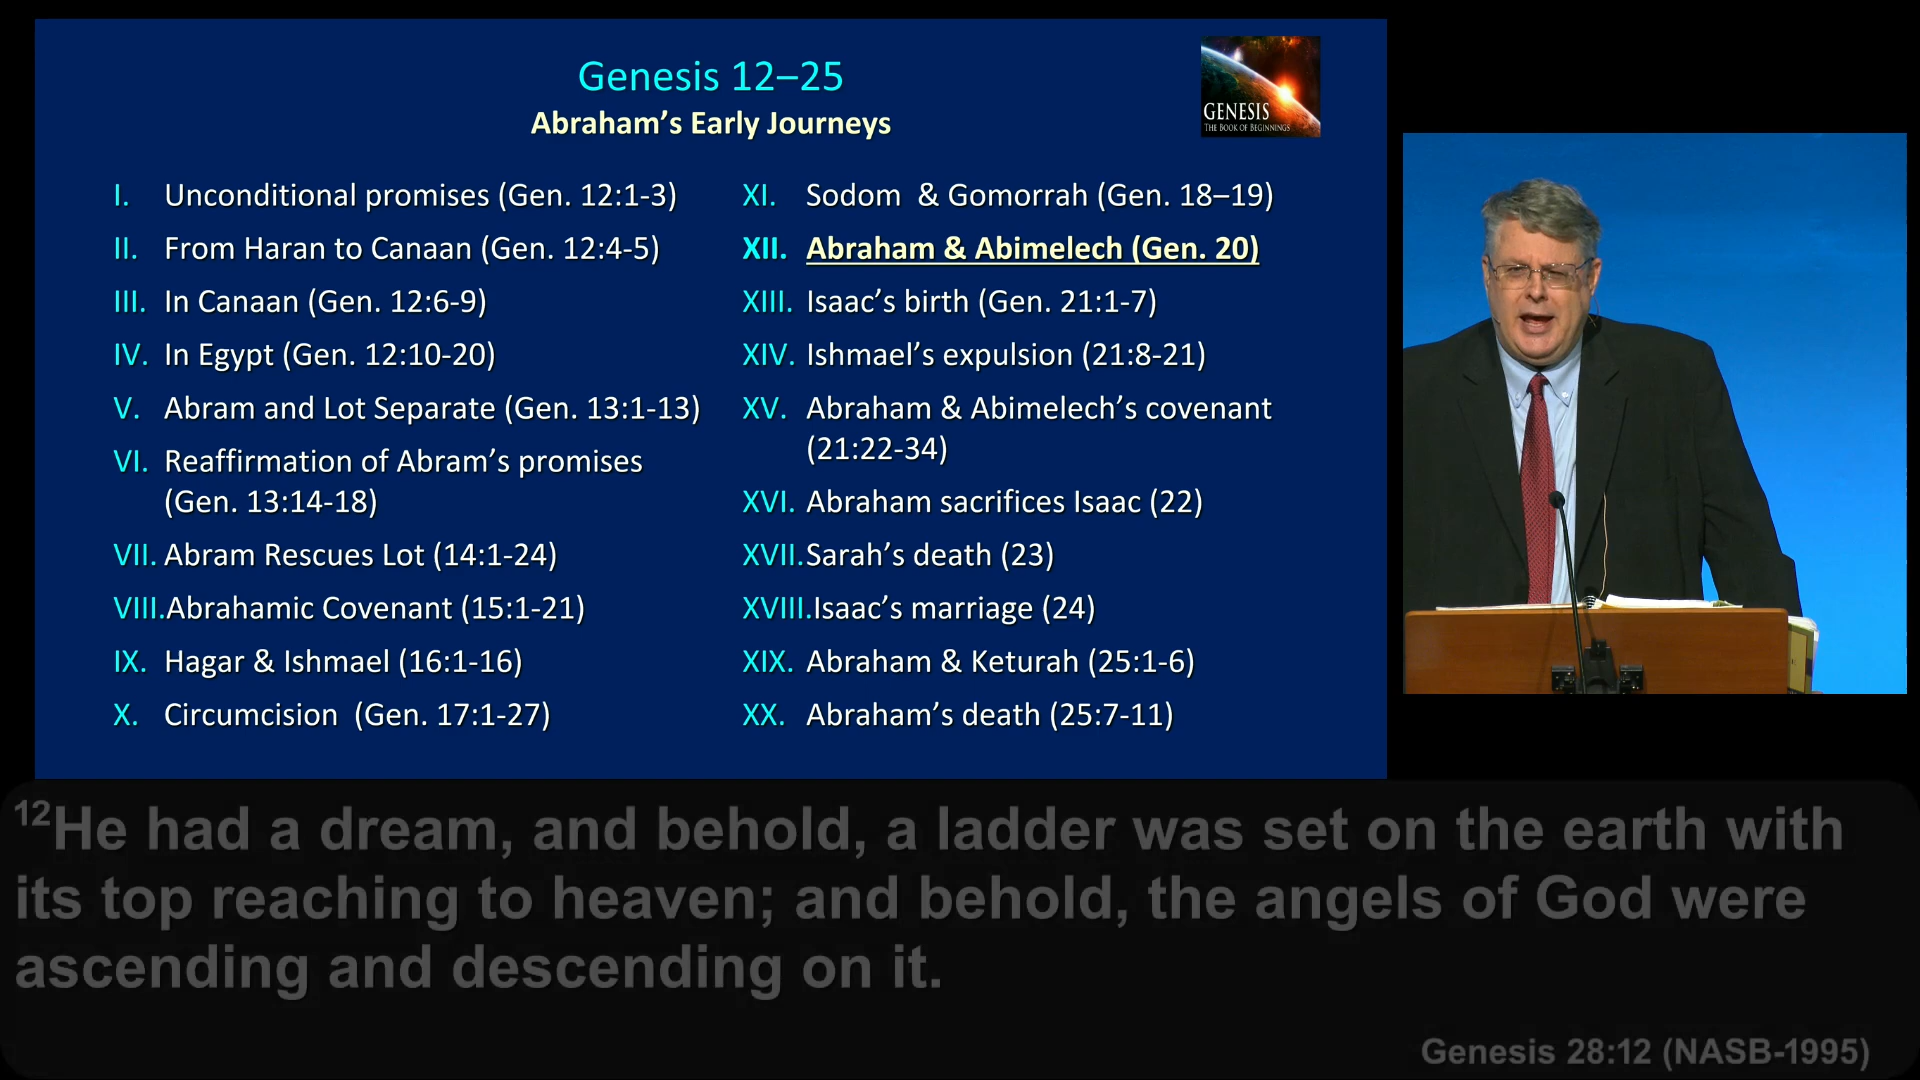 Genesis 12–25
Abraham’s Early Journeys
GENESIS
THE BOOK OF BEGINNINGS
I. Unconditional promises (Gen. 12:1-3)
II. From Haran to Canaan (Gen. 12:4-5)
III. In Canaan (Gen. 12:6-9)
IV. In Egypt (Gen. 12:10-20)
V. Abram and Lot Separate (Gen. 13:1-13)
VI. Reaffirmation of Abram’s promises
(Gen. 13:14-18)
VII. Abram Rescues Lot (14:1-24)
VIII. Abrahamic Covenant (15:1-21)
IX. Hagar & Ishmael (16:1-16)
X. Circumcision (Gen. 17:1-27)
XI. Sodom & Gomorrah (Gen. 18–19)
XII. Abraham & Abimelech (Gen. 20)
XIII. Isaac’s birth (Gen. 21:1-7)
XIV. Ishmael’s expulsion (21:8-21)
XV. Abraham & Abimelech’s covenant
(21:22-34)
XVI. Abraham sacrifices Isaac (22)
XVII. Sarah’s death (23)
XVIII. Isaac’s marriage (24)
XIX. Abraham & Keturah (25:1-6)
XX. Abraham’s death (25:7-11)
12He had a dream, and behold, a ladder was set on the earth with
its top reaching to heaven; and behold, the angels of God were
ascending and descending on it.
Genesis 28:12 (NASB-1995)